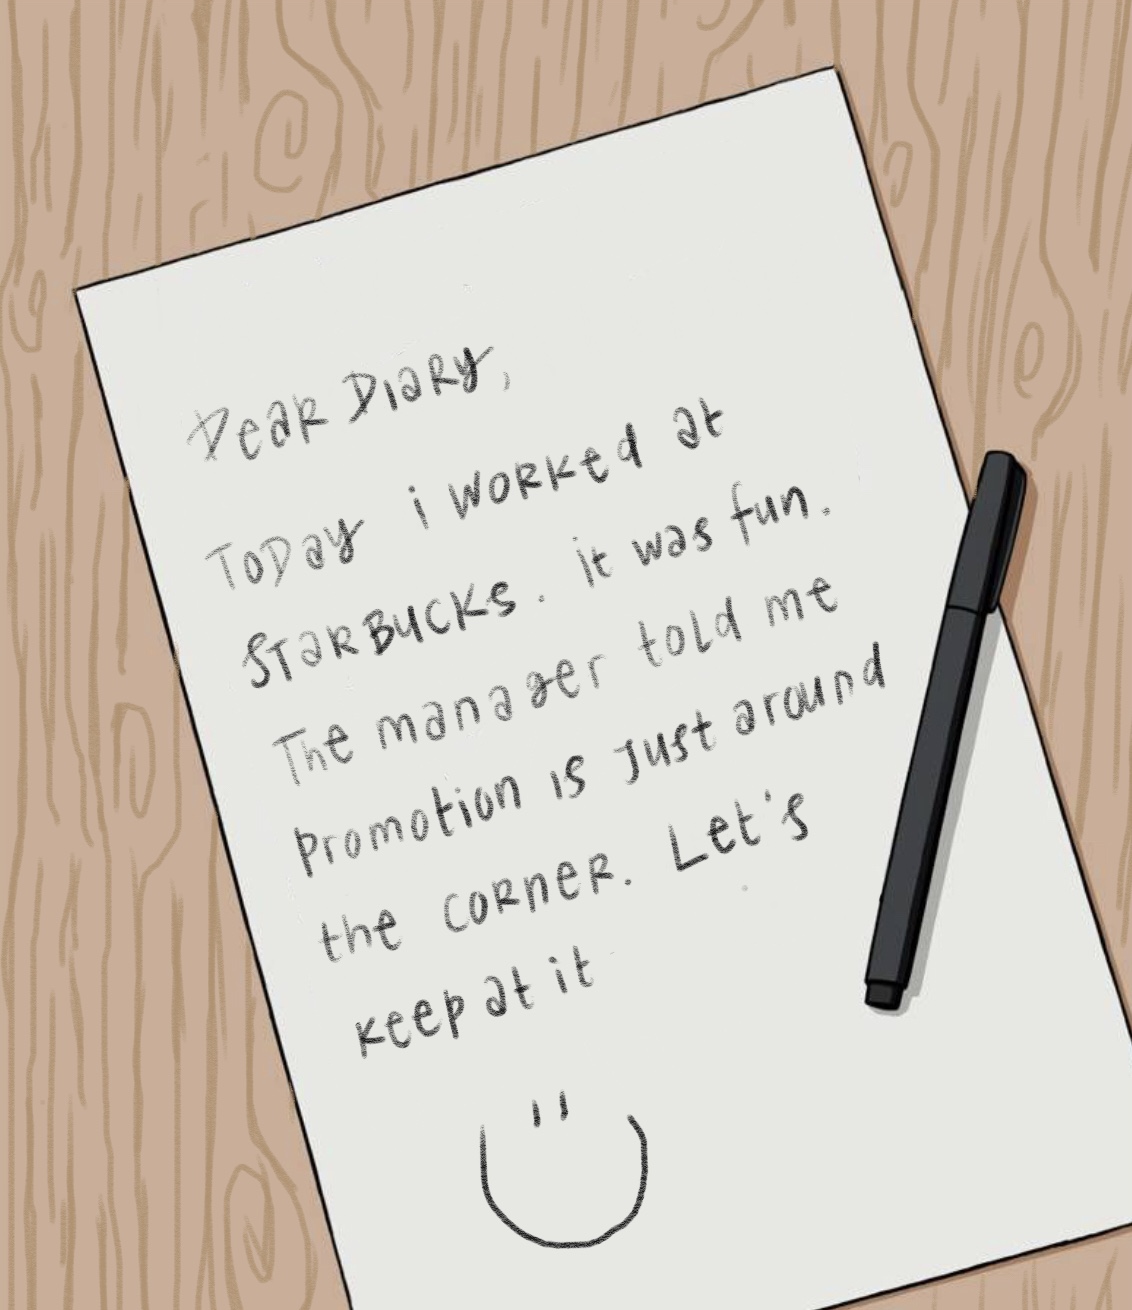 Dear Diary,
Today i worked at
Starbucks. it was fun.
The manager told me
promotion is just around
the corner. Let's
keep at it